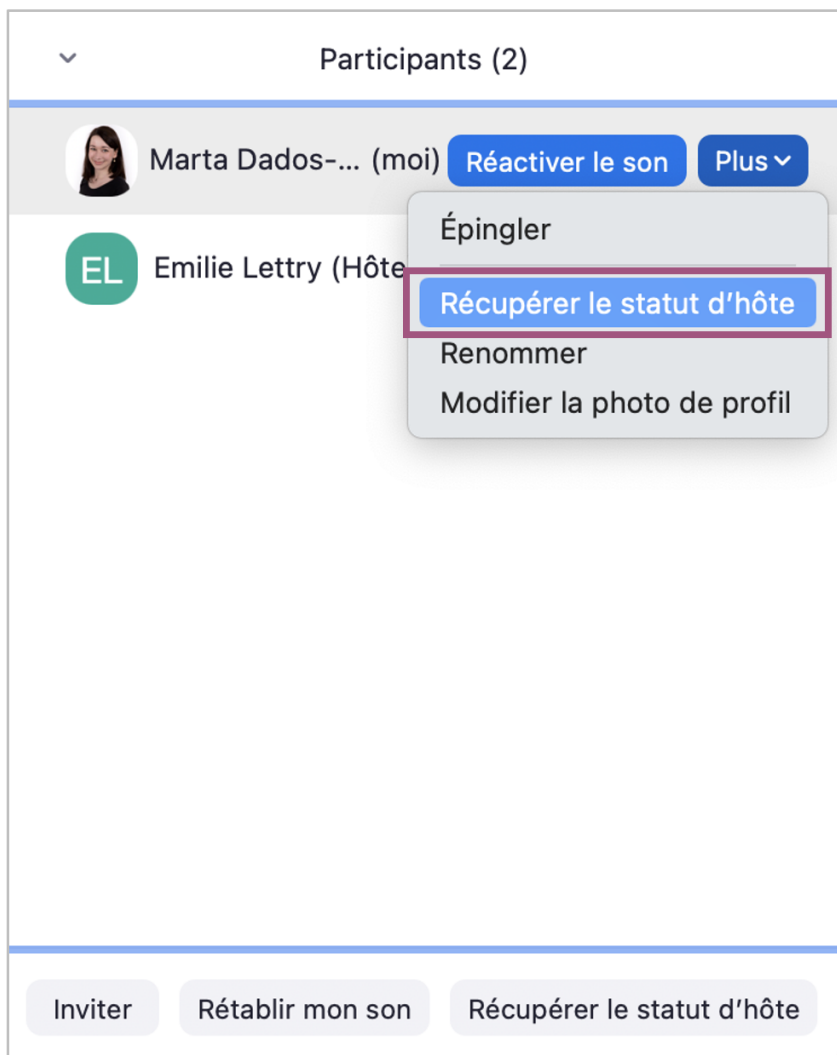 Participants (2)
Marta Dados-... (moi) Réactiver le son Plus
Épingler
EL Emilie Lettry (Hôte
Récupérer le statut d’hôte
Renommer
Modifier la photo de profil
Inviter Rétablir mon son Récupérer le statut d’hôte